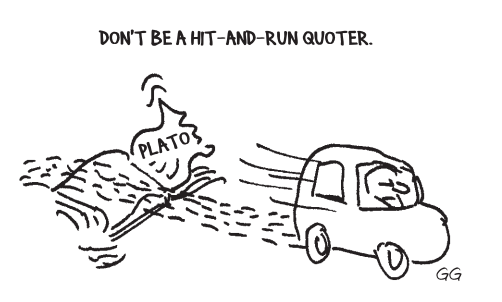 DON'T BE A HIT-AND-RUN QUOTER.
PLATO
GG